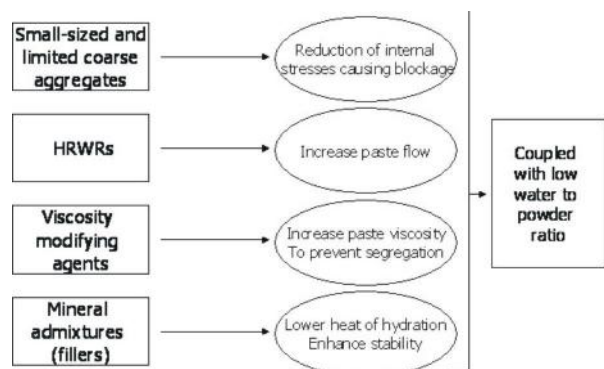 Small-sized and
limited coarse
aggregates
Reduction of internal
stresses causing blockage
HRWRs
Increase paste flow
Viscosity
modifying
agents
Increase paste viscosity
To prevent segregation
Mineral
admixtures
(fillers)
Lower heat of hydration
Enhance stability
Coupled
with low
water to
powder
ratio